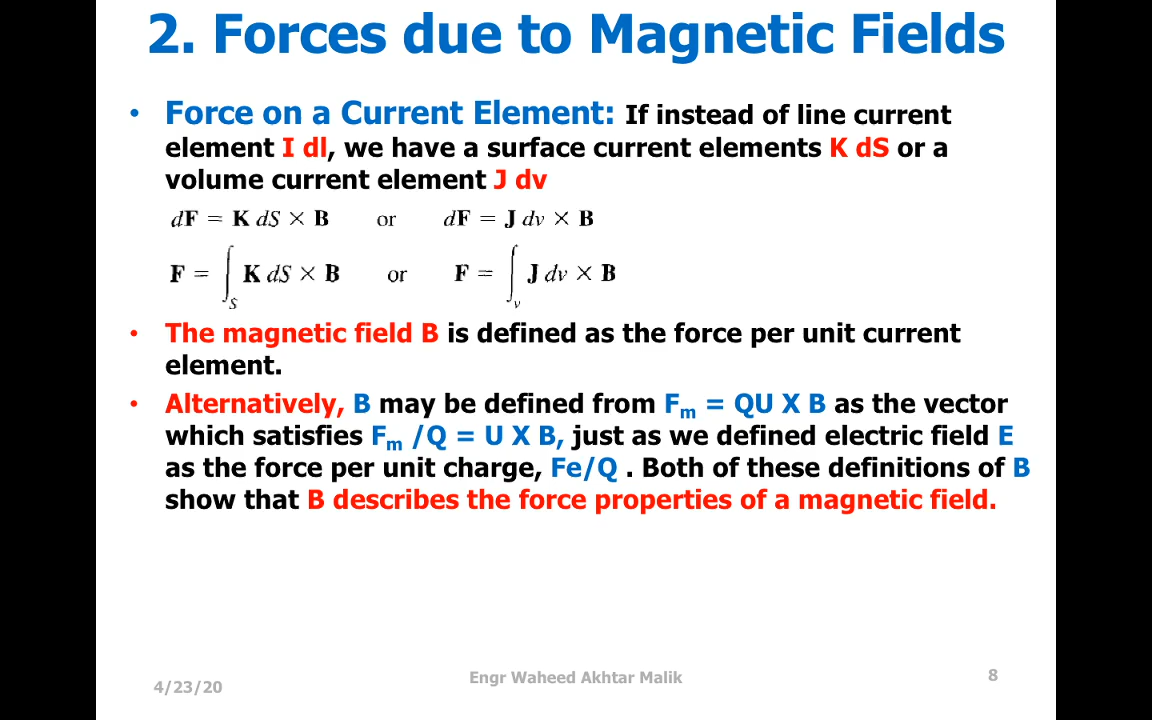 2. Forces due to Magnetic Fields
• Force on a Current Element: If instead of line current
element I dl, we have a surface current elements K dS or a
volume current element J dv
dF = K dS × B or dF = J dv × B
F = ∫S K dS × B or F = ∫v J dv × B
• The magnetic field B is defined as the force per unit current
element.
• Alternatively, B may be defined from Fm = QU X B as the vector
which satisfies Fm /Q = U X B, just as we defined electric field E
as the force per unit charge, Fe/Q . Both of these definitions of B
show that B describes the force properties of a magnetic field.
4/23/20
Engr Waheed Akhtar Malik
8